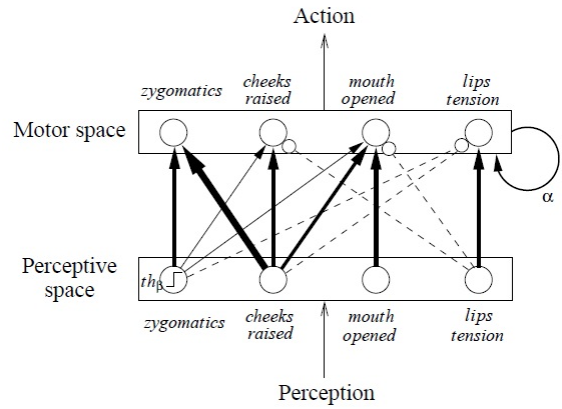 Action
zygomatics
cheeks
raised
mouth
opened
lips
tension
Motor space
α
Perceptive
space
thβ
zygomatics
cheeks
raised
mouth
opened
lips
tension
Perception